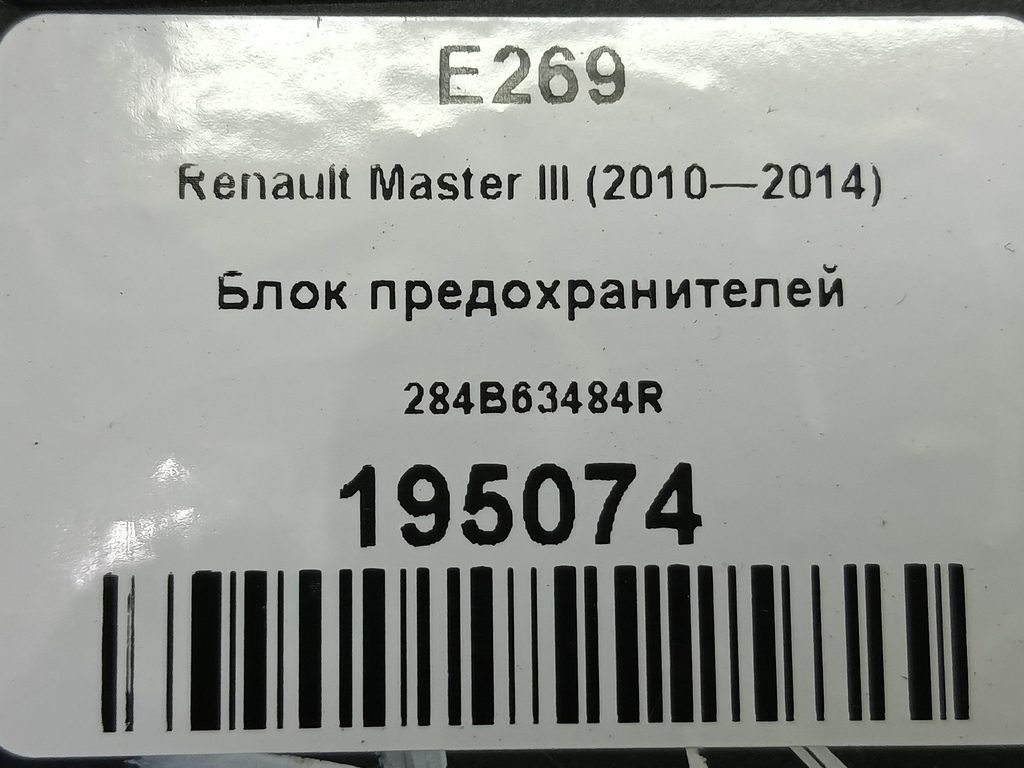 E269
Renault Master III (2010—2014)
Блок предохранителей
284B63484R
195074